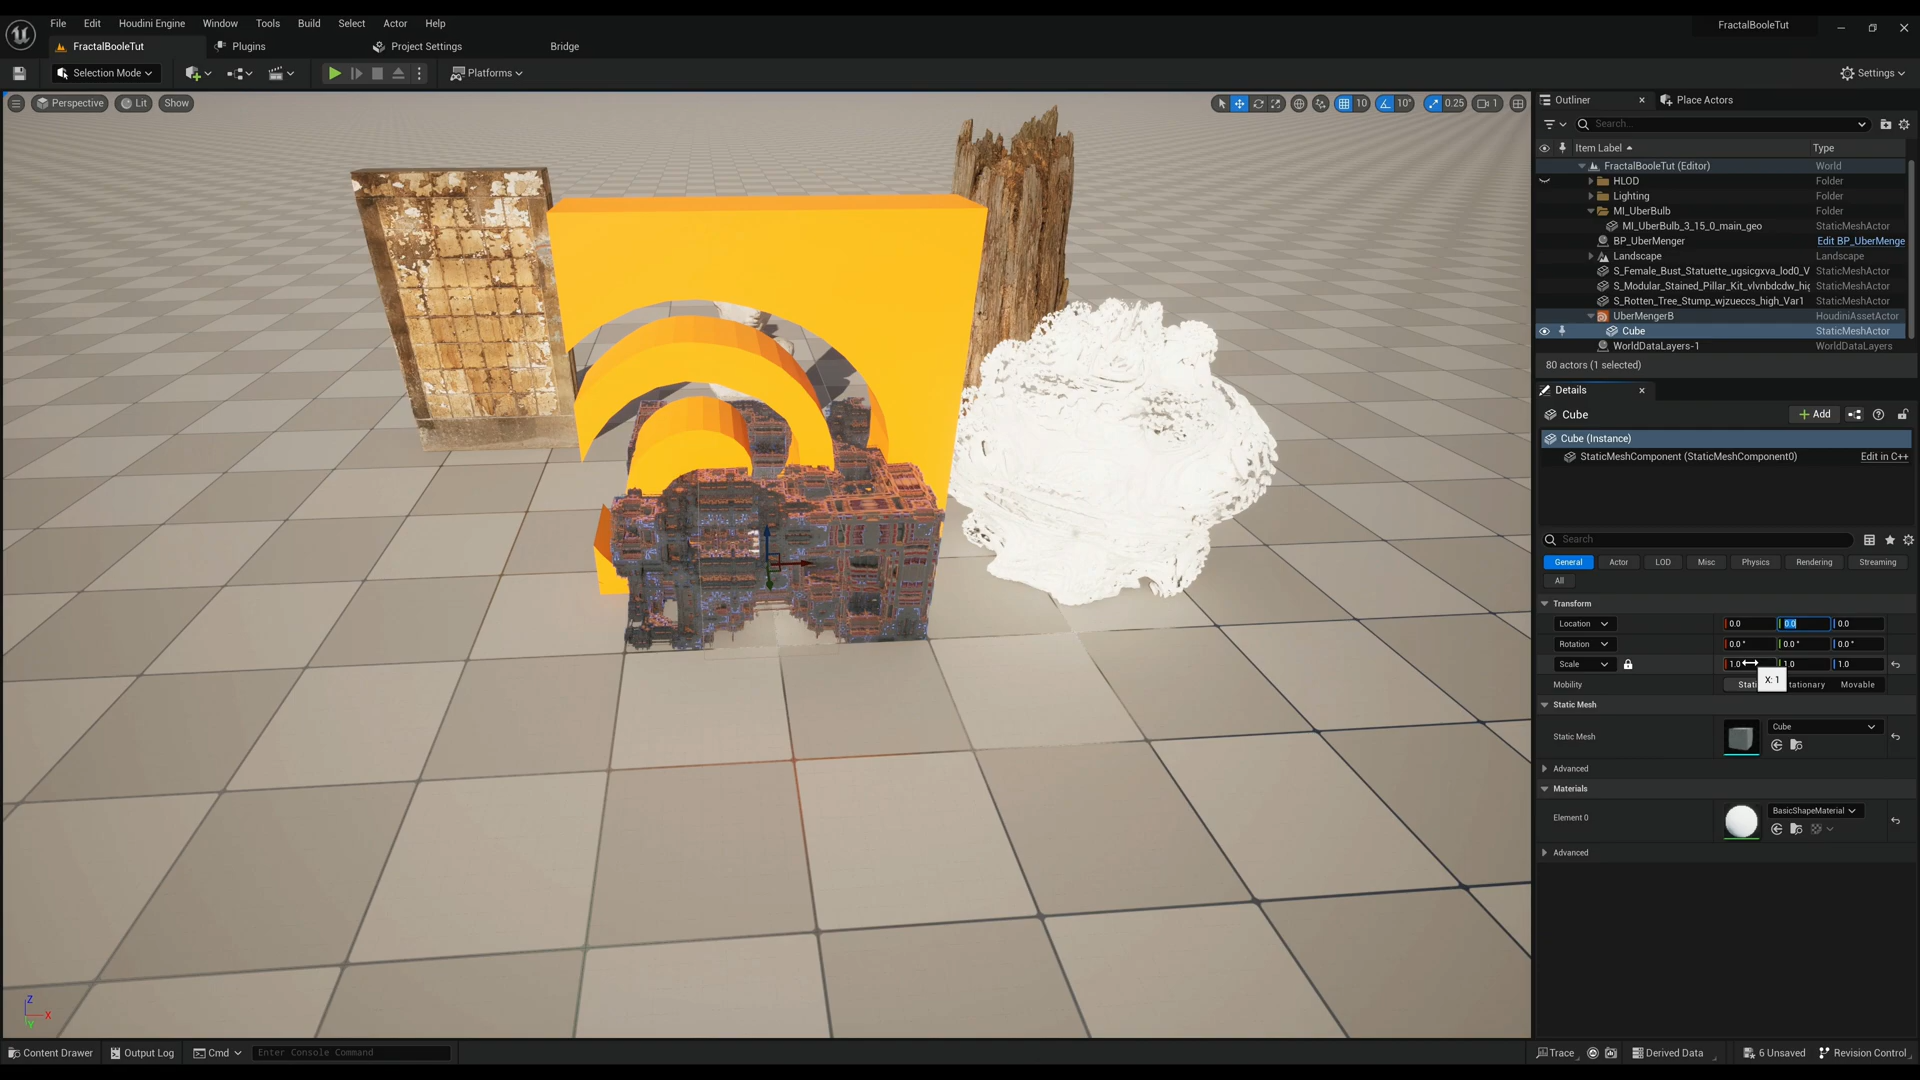 File Edit Houdini Engine Window Tools Build Select Actor Help
FractalBooleTut
FractalBooleTut Plugins Project Settings Bridge
Selection Mode Platforms Settings
Perspective Lit Show 10 10° 0.25 1
Outliner Place Actors
Search...
Item Label Type
FractalBooleTut (Editor) World
HLOD Folder
Lighting Folder
MI_UberBulb Folder
MI_UberBulb_3_15_0_main_geo StaticMeshActor
BP_UberMenger Edit BP_UberMenge
Landscape Landscape
S_Female_Bust_Statuette_ugsicgxva_lod0_V StaticMeshActor
S_Modular_Stained_Pillar_Kit_vlvnbdcdw_hig StaticMeshActor
S_Rotten_Tree_Stump_wjzueccs_high_Var1 StaticMeshActor
UberMengerB HoudiniAssetActor
Cube StaticMeshActor
WorldDataLayers-1 WorldDataLayers
80 actors (1 selected)
Details
Cube Add
Cube (Instance)
StaticMeshComponent (StaticMeshComponent0) Edit in C++
Search
General Actor LOD Misc Physics Rendering Streaming
All
Transform
Location 0.0 0.0 0.0
Rotation 0.0° 0.0° 0.0°
Scale 1.0 1.0 1.0
X: 1
Mobility Stati tationary Movable
Static Mesh
Static Mesh Cube
Advanced
Materials
Element 0 BasicShapeMaterial
Advanced
Z
X
Y
Content Drawer Output Log Cmd Enter Console Command Trace Derived Data 6 Unsaved Revision Control